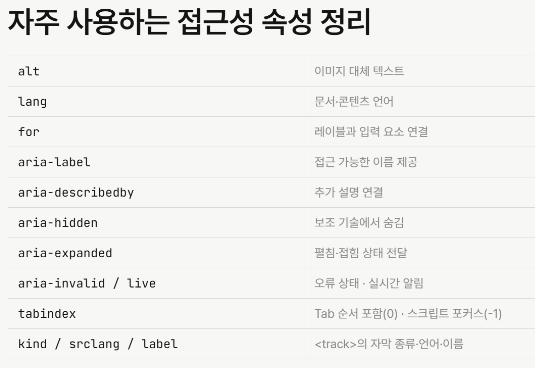 자주 사용하는 접근성 속성 정리
alt 이미지 대체 텍스트
lang 문서·콘텐츠 언어
for 레이블과 입력 요소 연결
aria-label 접근 가능한 이름 제공
aria-describedby 추가 설명 연결
aria-hidden 보조 기술에서 숨김
aria-expanded 펼침·접힘 상태 전달
aria-invalid / live 오류 상태 · 실시간 알림
tabindex Tab 순서 포함(0) · 스크립트 포커스(-1)
kind / srclang / label <track>의 자막 종류·언어·이름